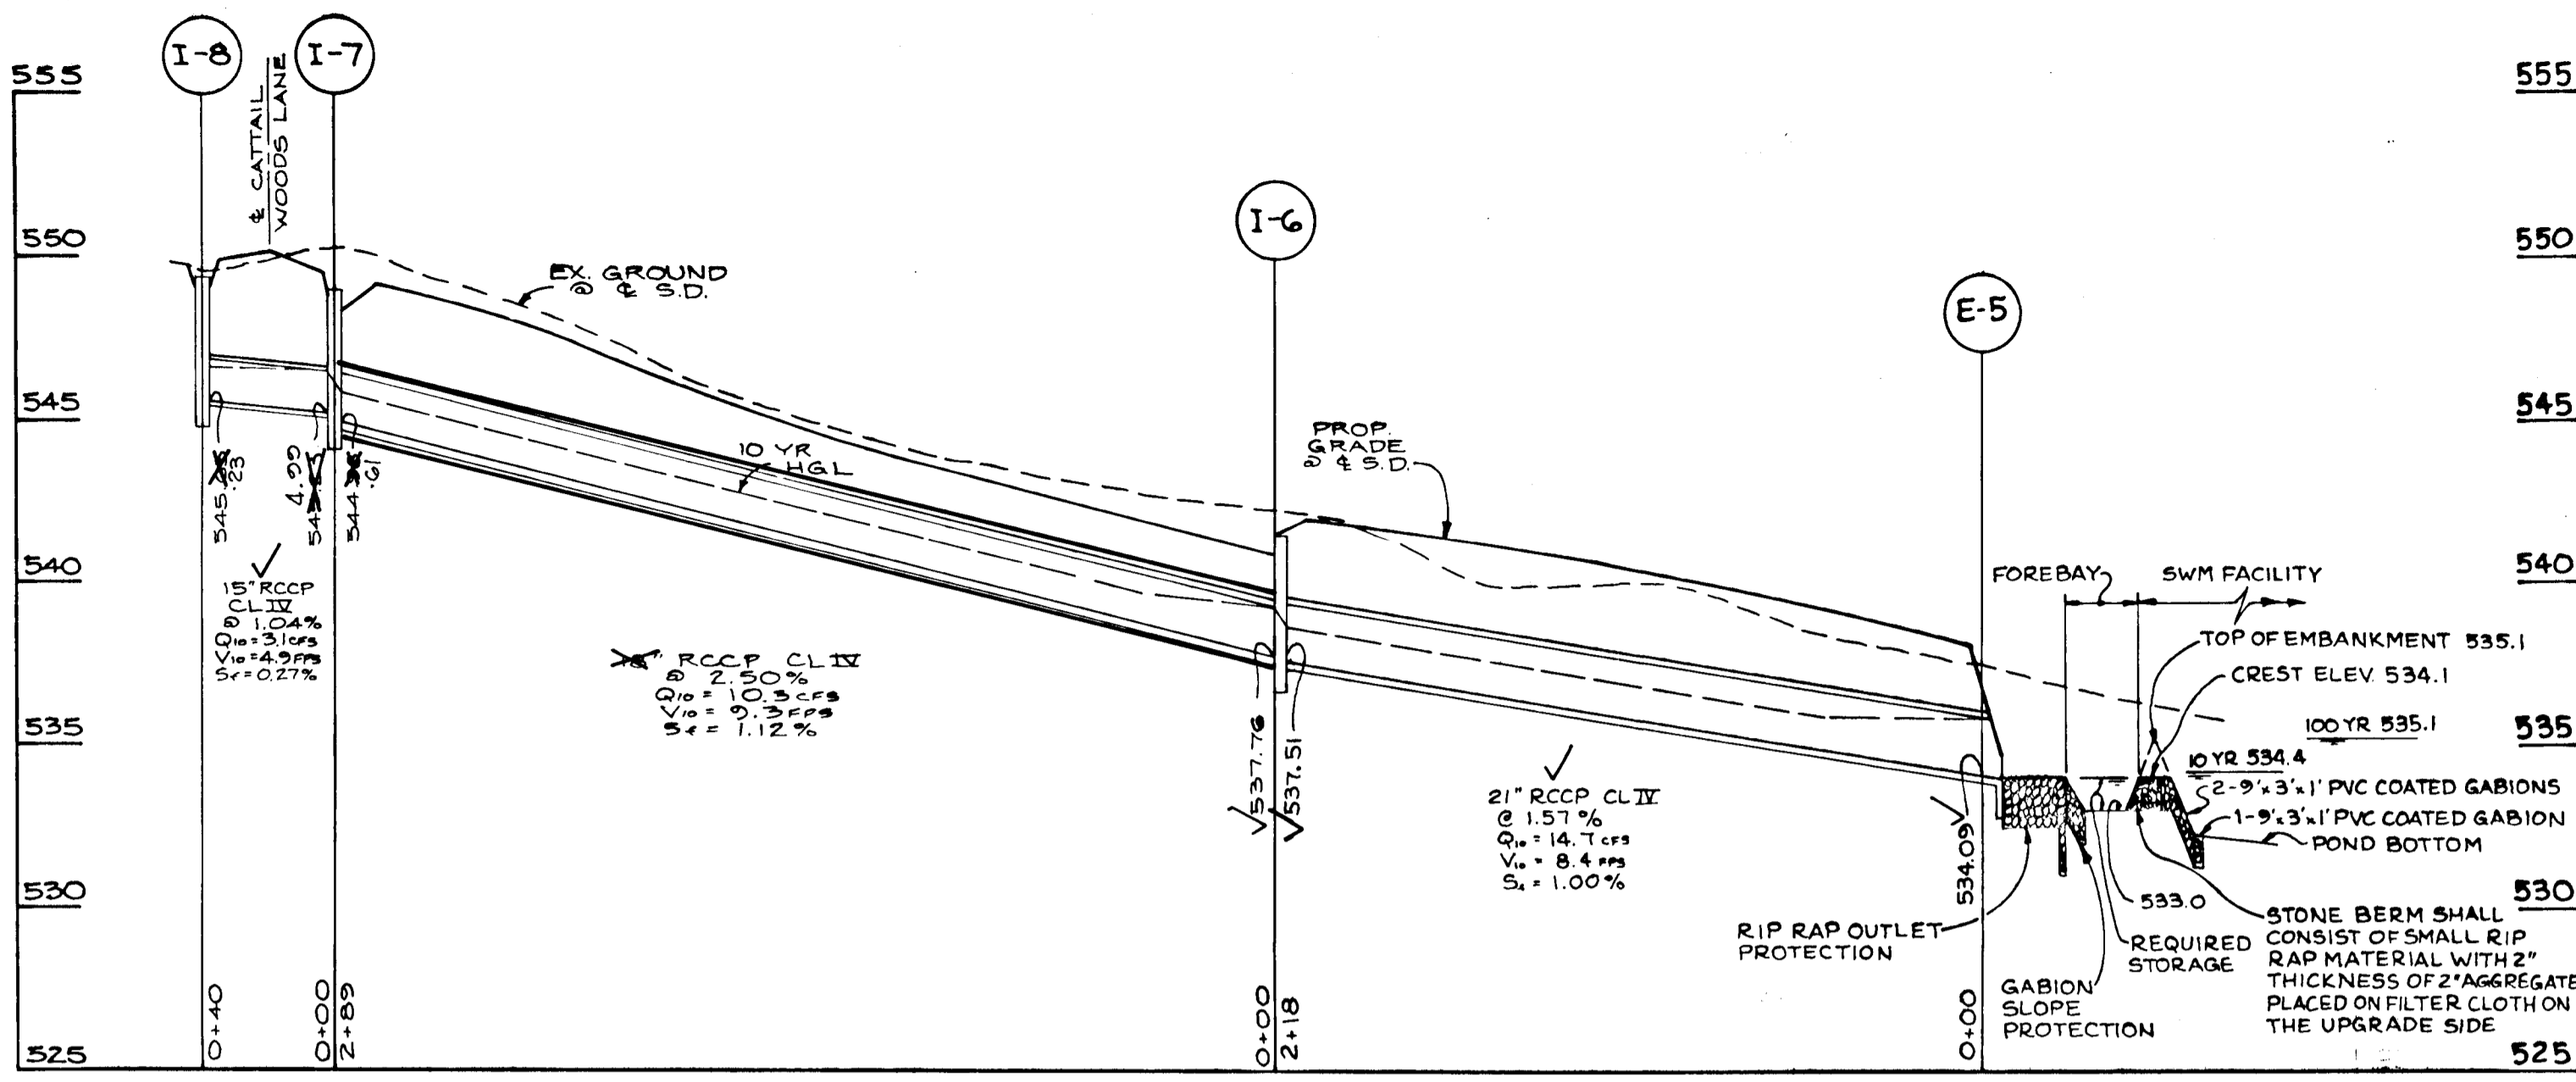 I-8
I-7
I-6
E-5
555
550
545
540
535
530
525
555
550
545
540
535
530
525
℄ CATTAIL
WOODS LANE
EX. GROUND
@ ℄ S.D.
10 YR
HGL
PROP.
GRADE
@ ℄ S.D.
545.
.23
4.99
544.
.61
15" RCCP
CL IV
@ 1.04%
Q10 = 3.1 CFS
V10 = 4.9 FPS
Sf = 0.27%
RCCP CL IV
@ 2.50%
Q10 = 10.3 CFS
V10 = 9.3 FPS
Sf = 1.12%
537.76
537.51
21" RCCP CL IV
@ 1.57%
Q10 = 14.7 CFS
V10 = 8.4 FPS
Sf = 1.00%
534.09
FOREBAY
SWM FACILITY
TOP OF EMBANKMENT 535.1
CREST ELEV. 534.1
100 YR 535.1
10 YR 534.4
2-9'x3'x1' PVC COATED GABIONS
1-9'x3'x1' PVC COATED GABION
POND BOTTOM
533.0
RIP RAP OUTLET
PROTECTION
REQUIRED
STORAGE
GABION
SLOPE
PROTECTION
STONE BERM SHALL
CONSIST OF SMALL RIP
RAP MATERIAL WITH 2"
THICKNESS OF 2" AGGREGATE
PLACED ON FILTER CLOTH ON
THE UPGRADE SIDE
0+40
0+00
2+89
0+00
2+18
0+00